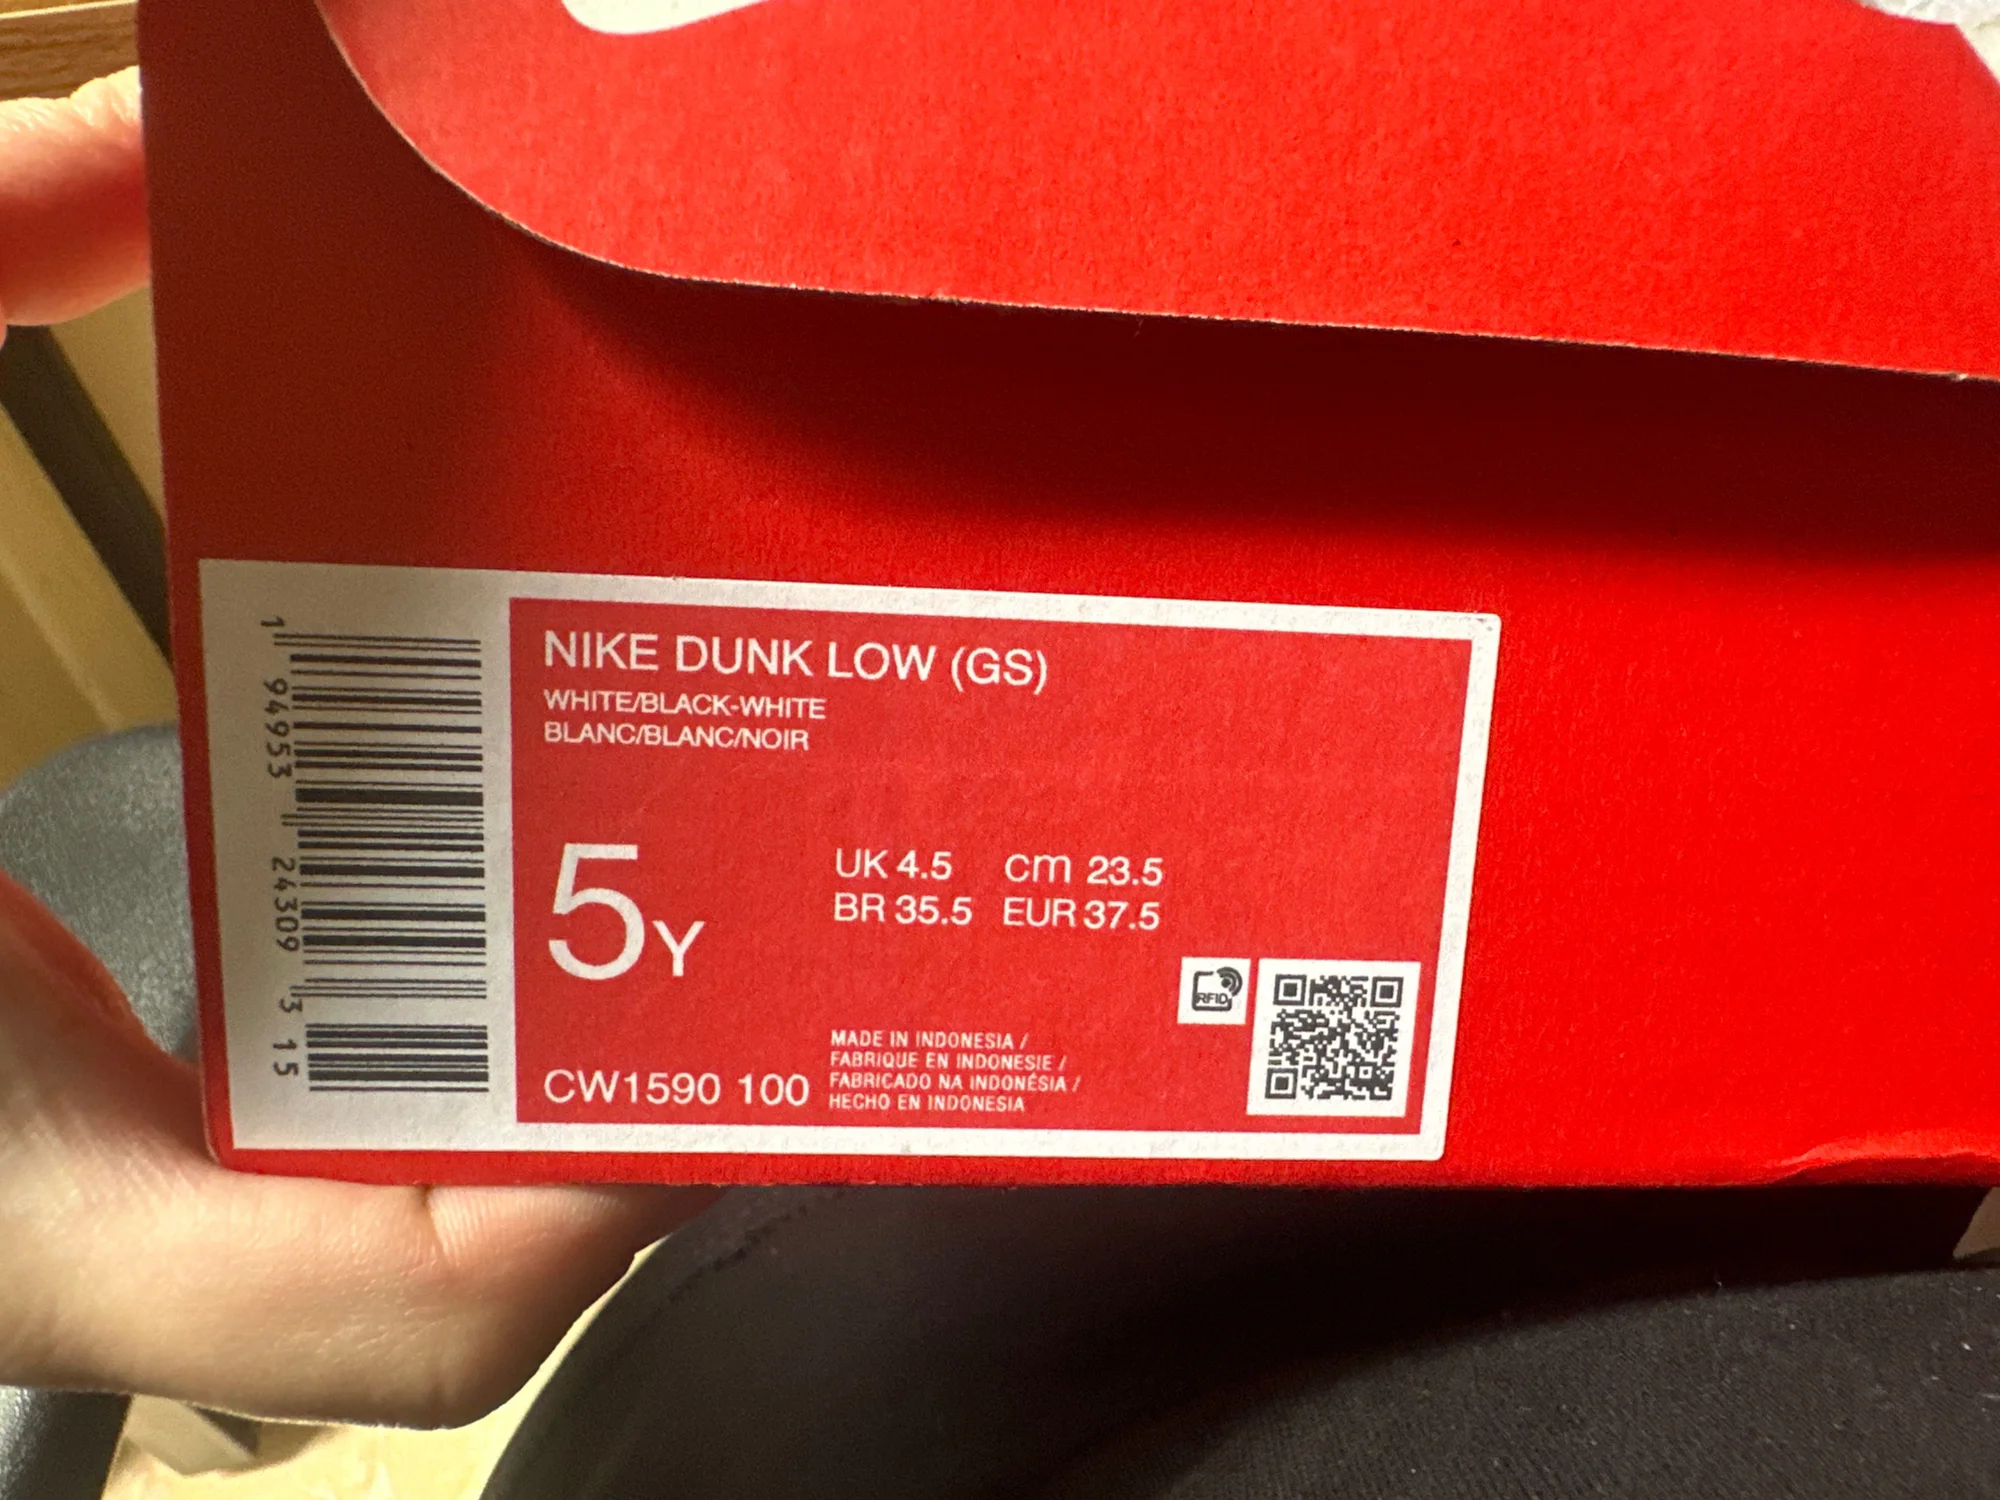 NIKE DUNK LOW (GS)
WHITE/BLACK-WHITE
BLANC/BLANC/NOIR
5Y
UK 4.5 cm 23.5
BR 35.5 EUR 37.5
RFID
CW1590 100
MADE IN INDONESIA /
FABRIQUE EN INDONESIE /
FABRICADO NA INDONÉSIA /
HECHO EN INDONESIA
1 94953 24309 3 15